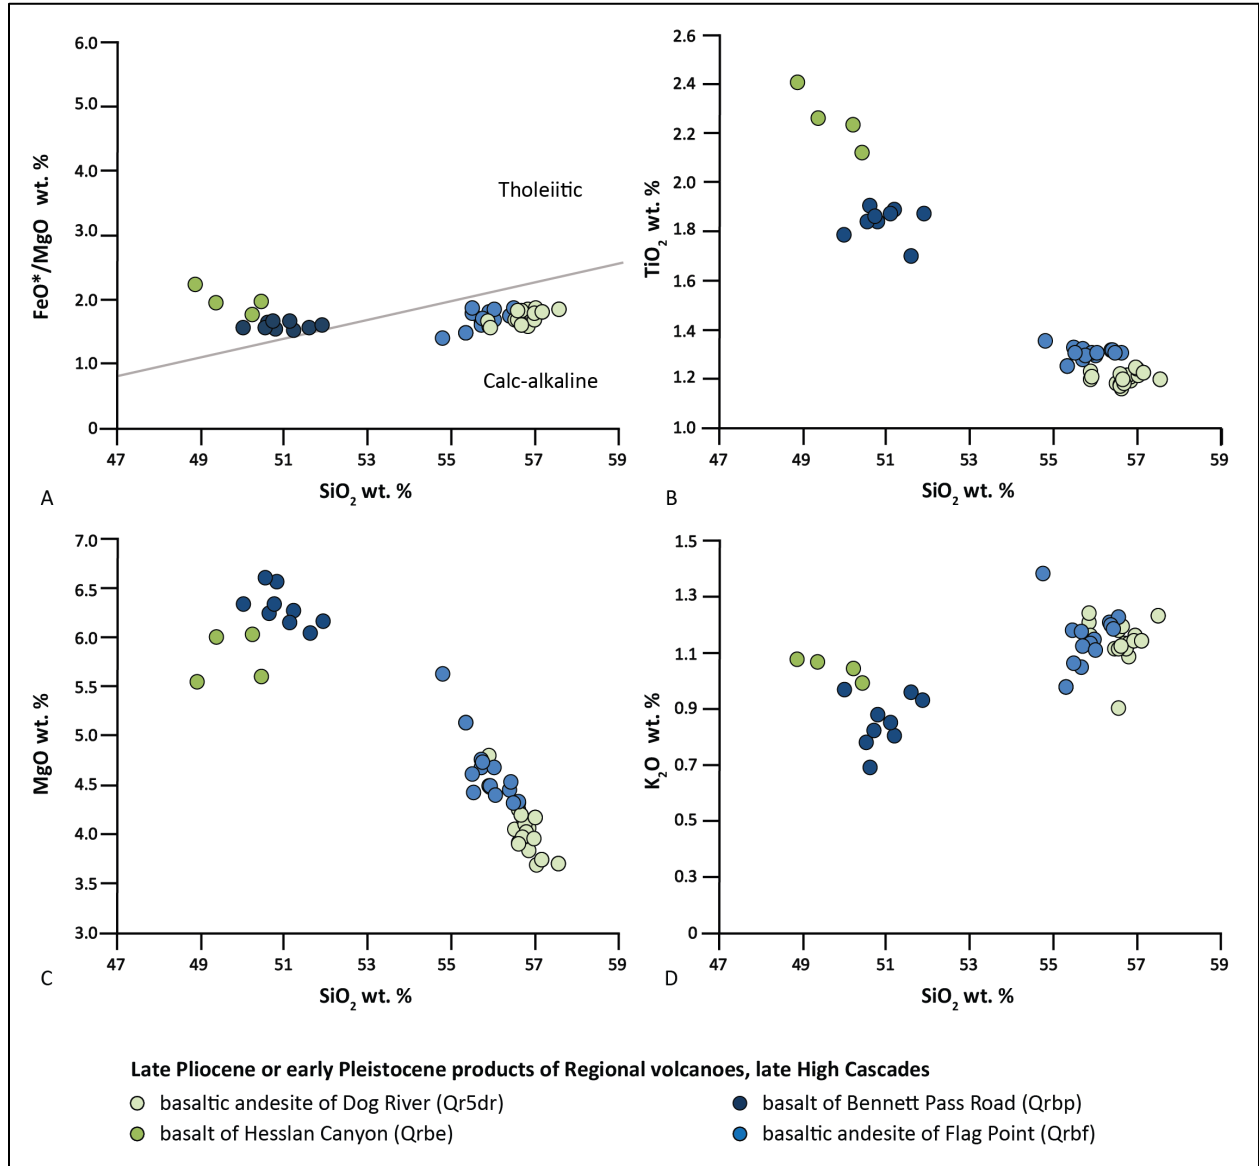 6.0
5.0
4.0
3.0
2.0
1.0
0
FeO*/MgO wt. %
Tholeiitic
Calc-alkaline
47 49 51 53 55 57 59
SiO2 wt. %
A
2.6
2.4
2.2
2.0
1.8
1.6
1.4
1.2
1.0
TiO2 wt. %
47 49 51 53 55 57 59
SiO2 wt. %
B
7.0
6.5
6.0
5.5
5.0
4.5
4.0
3.5
3.0
MgO wt. %
47 49 51 53 55 57 59
SiO2 wt. %
C
1.5
1.3
1.1
0.9
0.7
0.5
0.3
0
K2O wt. %
47 49 51 53 55 57 59
SiO2 wt. %
D
Late Pliocene or early Pleistocene products of Regional volcanoes, late High Cascades
basaltic andesite of Dog River (Qr5dr)
basalt of Hesslan Canyon (Qrbe)
basalt of Bennett Pass Road (Qrbp)
basaltic andesite of Flag Point (Qrbf)